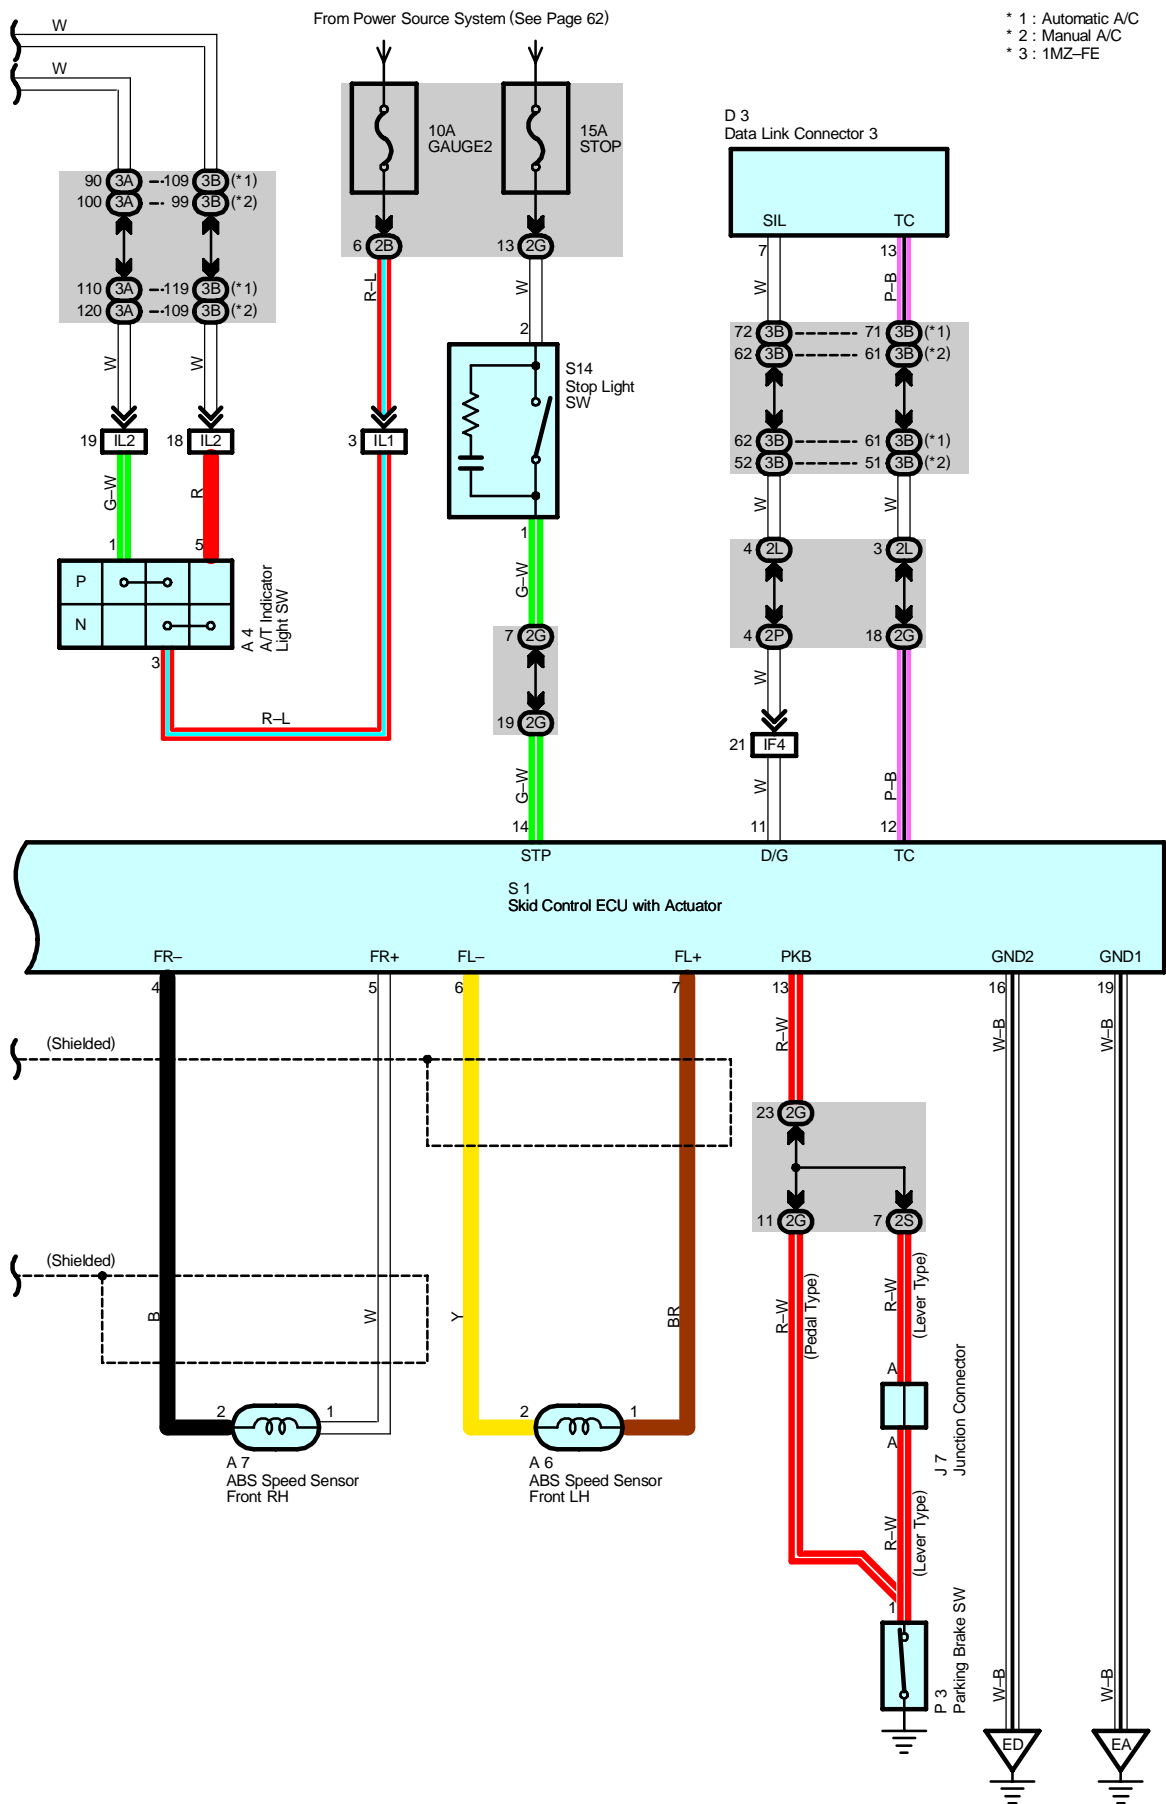 From Power Source System (See Page 62)
* 1 : Automatic A/C
* 2 : Manual A/C
* 3 : 1MZ–FE
W
W
10A
GAUGE2
15A
STOP
D 3
Data Link Connector 3
SIL
TC
90 3A 109 3B (*1)
100 3A 99 3B (*2)
6 2B
13 2G
7
13
R–L
W
W
P–B
110 3A 119 3B (*1)
120 3A 109 3B (*2)
2
72 3B 71 3B (*1)
62 3B 61 3B (*2)
W
W
S14
Stop Light
SW
19 IL2
18 IL2
3 IL1
62 3B 61 3B (*1)
52 3B 51 3B (*2)
G–W
R
W
W
1
5
1
4 2L
3 2L
P
N
A 4
A/T Indicator
Light SW
G–W
3
7 2G
4 2P
18 2G
R–L
W
19 2G
21 IF4
G–W
W
P–B
14
11
12
STP
D/G
TC
S 1
Skid Control ECU with Actuator
FR–
FR+
FL–
FL+
PKB
GND2
GND1
4
5
6
7
13
16
19
R–W
W–B
W–B
(Shielded)
23 2G
11 2G
7 2S
(Shielded)
B
W
Y
BR
R–W
(Pedal Type)
R–W
(Lever Type)
A
A
J 7
Junction Connector
2
1
2
1
A 7
ABS Speed Sensor
Front RH
A 6
ABS Speed Sensor
Front LH
R–W
(Lever Type)
1
P 3
Parking Brake SW
W–B
W–B
ED
EA